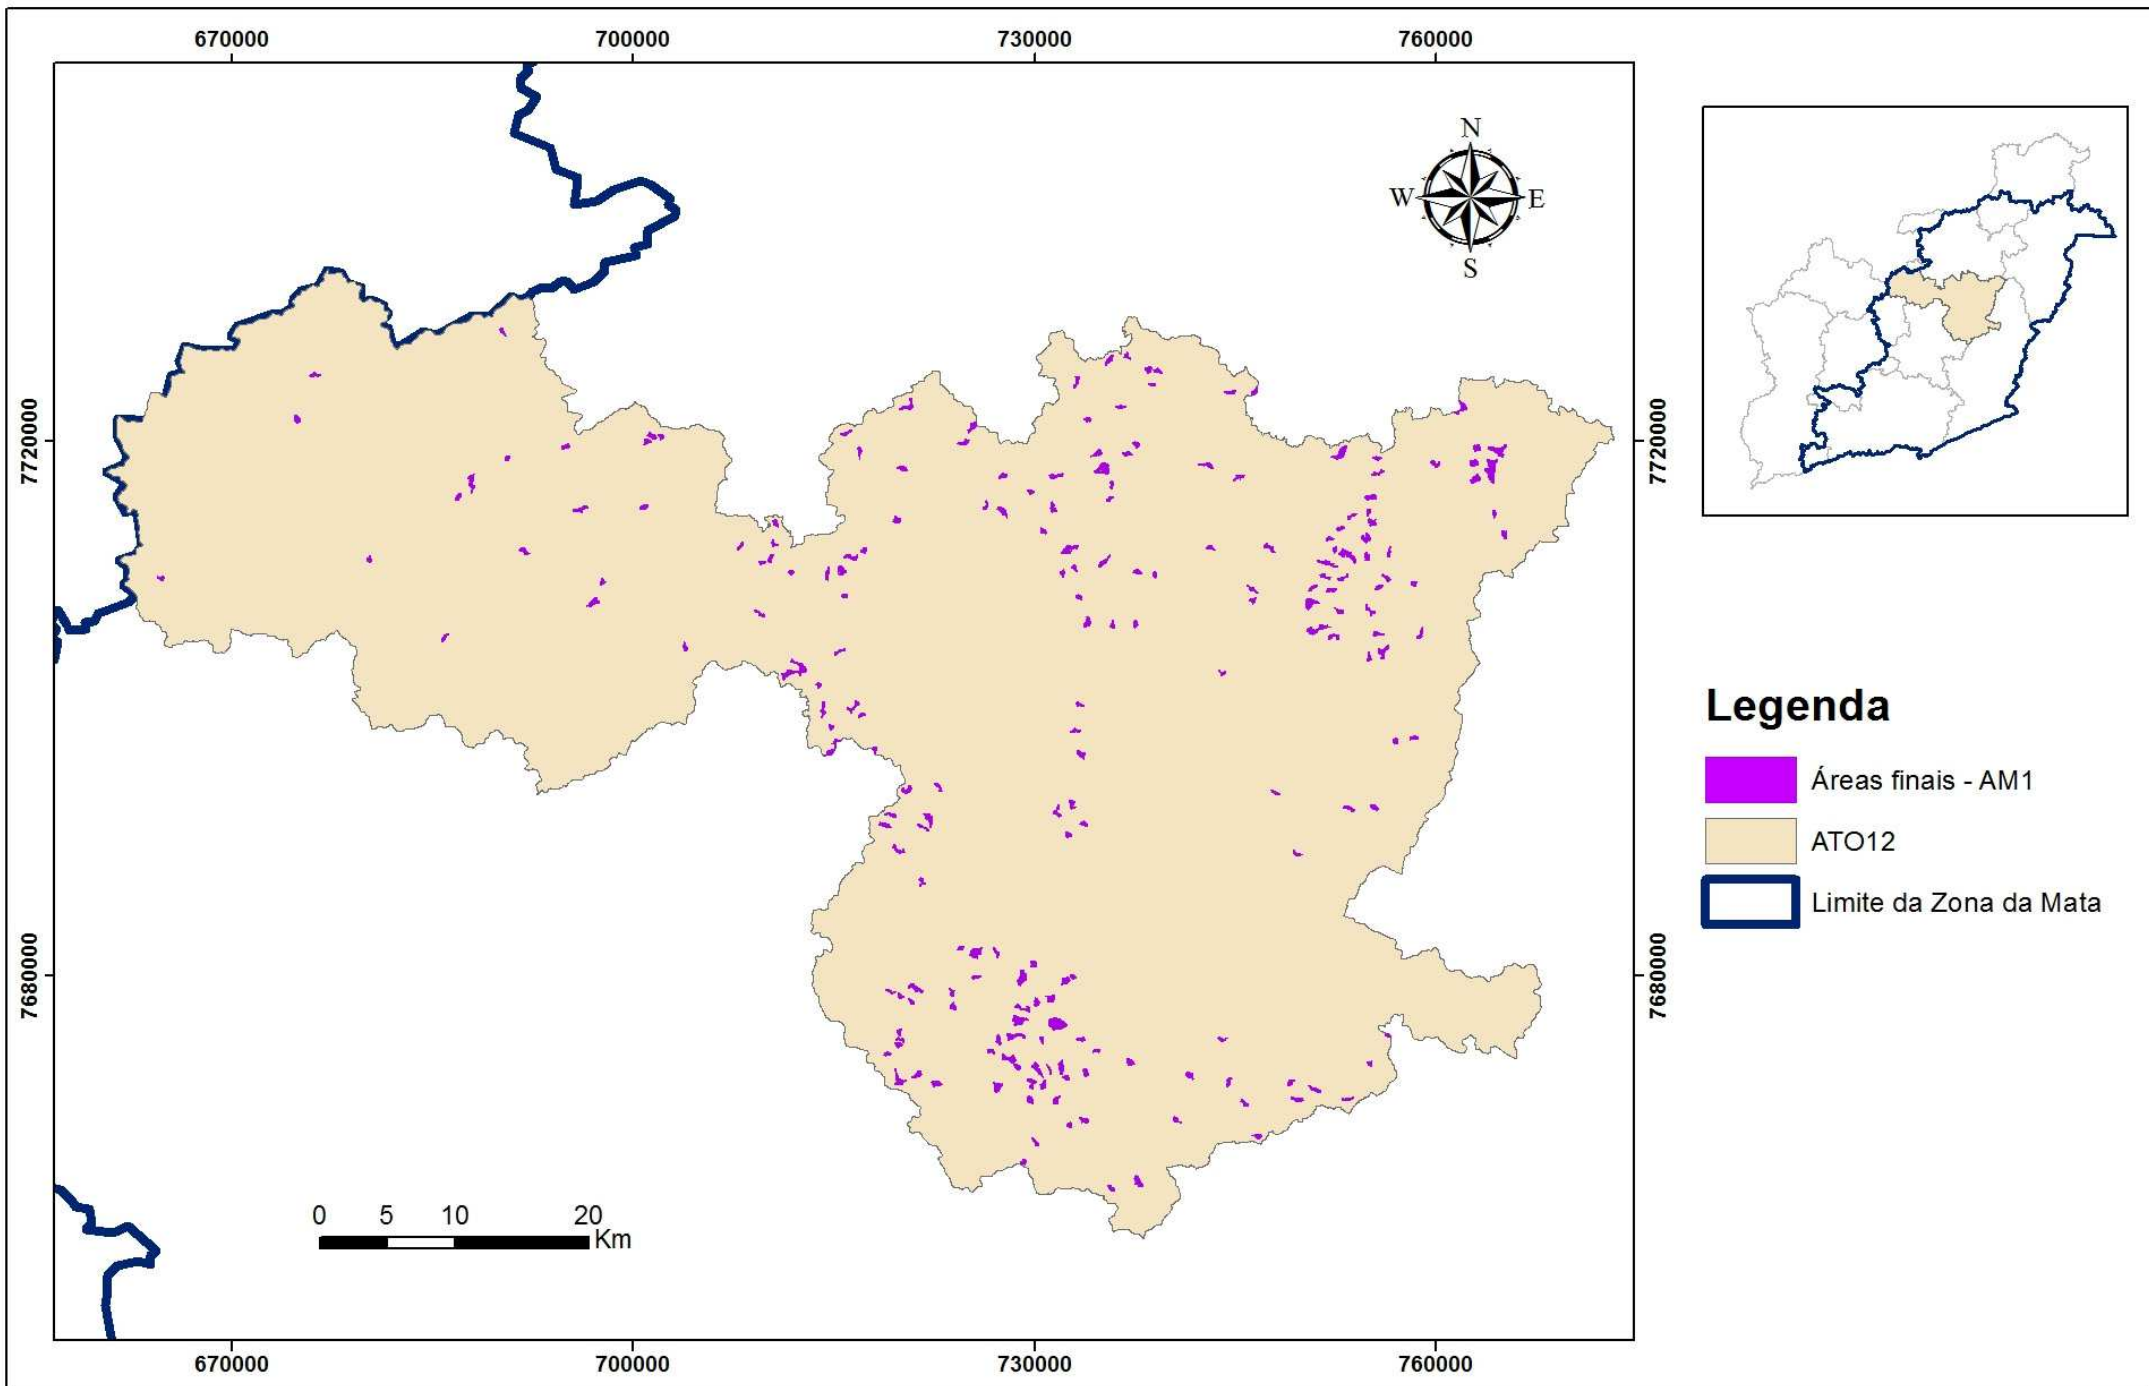 670000 700000 730000 760000
N
W E
S
7720000 7720000
Legenda
Áreas finais - AM1
ATO12
Limite da Zona da Mata
7680000 7680000
0 5 10 20
Km
670000 700000 730000 760000